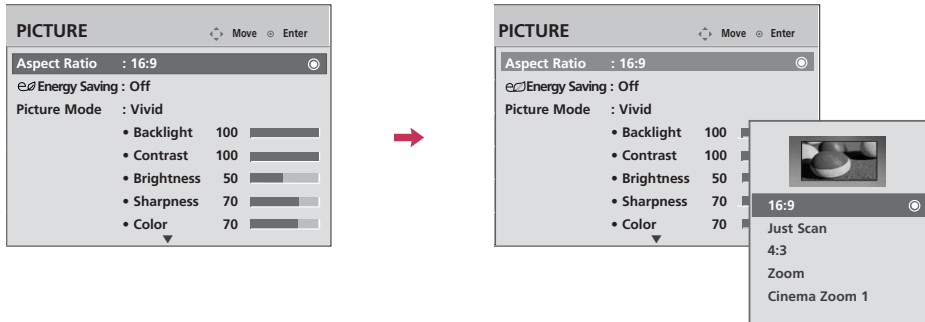 PICTURE Move Enter
Aspect Ratio : 16:9
Energy Saving : Off
Picture Mode : Vivid
• Backlight 100
• Contrast 100
• Brightness 50
• Sharpness 70
• Color 70
PICTURE Move Enter
Aspect Ratio : 16:9
Energy Saving : Off
Picture Mode : Vivid
• Backlight 100
• Contrast 100
• Brightness 50
• Sharpness 70
• Color 70
16:9
Just Scan
4:3
Zoom
Cinema Zoom 1